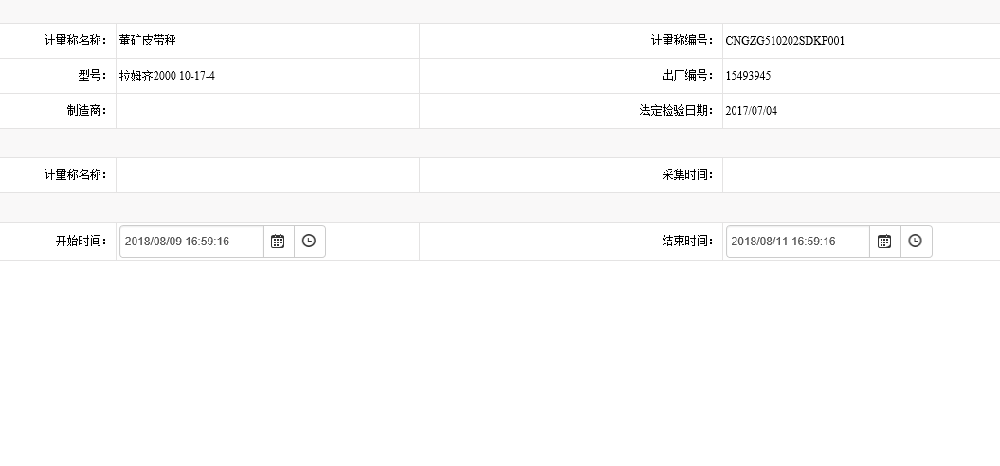 计量称名称： 董矿皮带秤 计量称编号： CNGZG510202SDKP001
型号： 拉姆齐2000 10-17-4 出厂编号： 15493945
制造商： 法定检验日期： 2017/07/04
计量称名称： 采集时间：
开始时间： 2018/08/09 16:59:16 结束时间： 2018/08/11 16:59:16